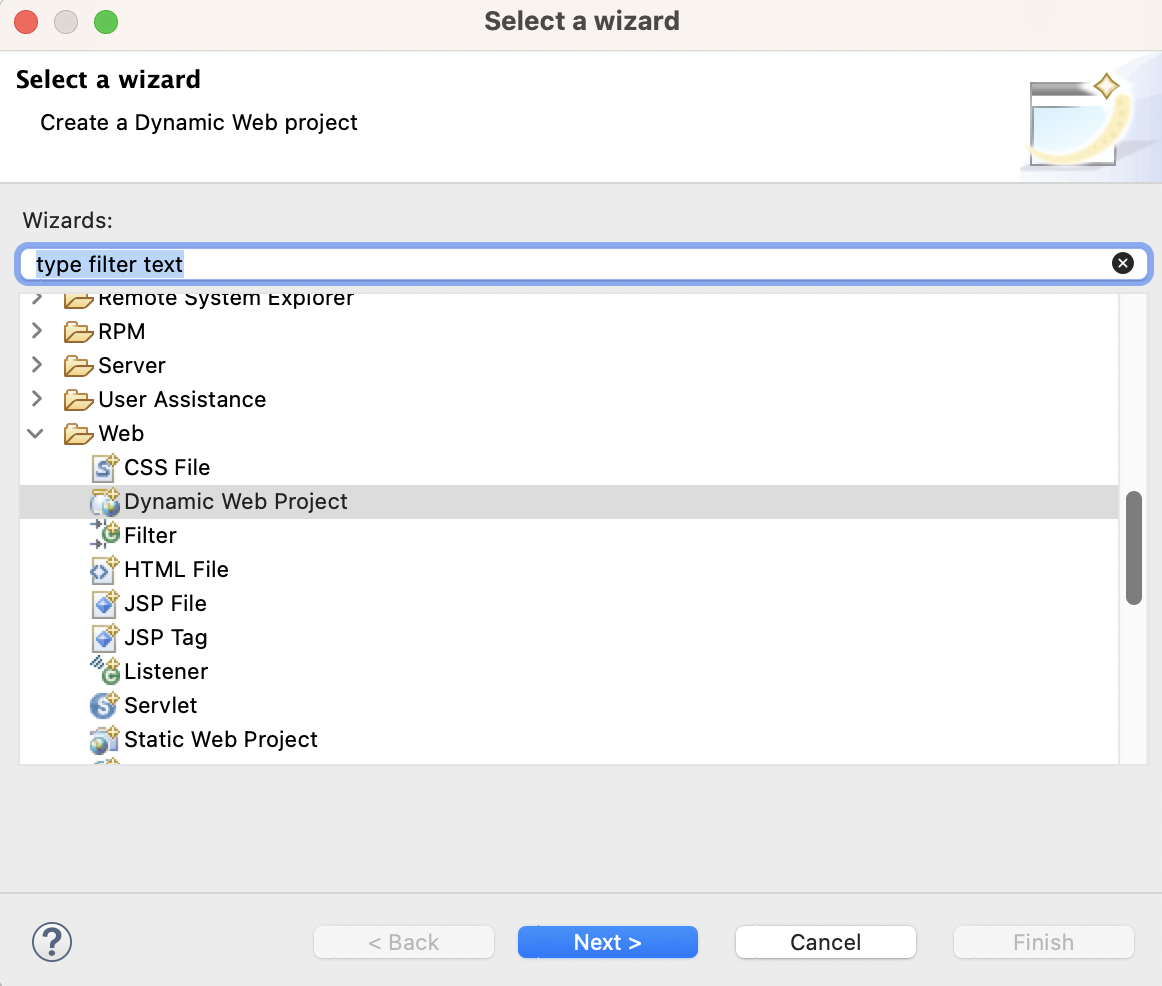 Select a wizard
Select a wizard
Create a Dynamic Web project
Wizards:
type filter text
Remote System Explorer
RPM
Server
User Assistance
Web
CSS File
Dynamic Web Project
Filter
HTML File
JSP File
JSP Tag
Listener
Servlet
Static Web Project
? < Back Next > Cancel Finish